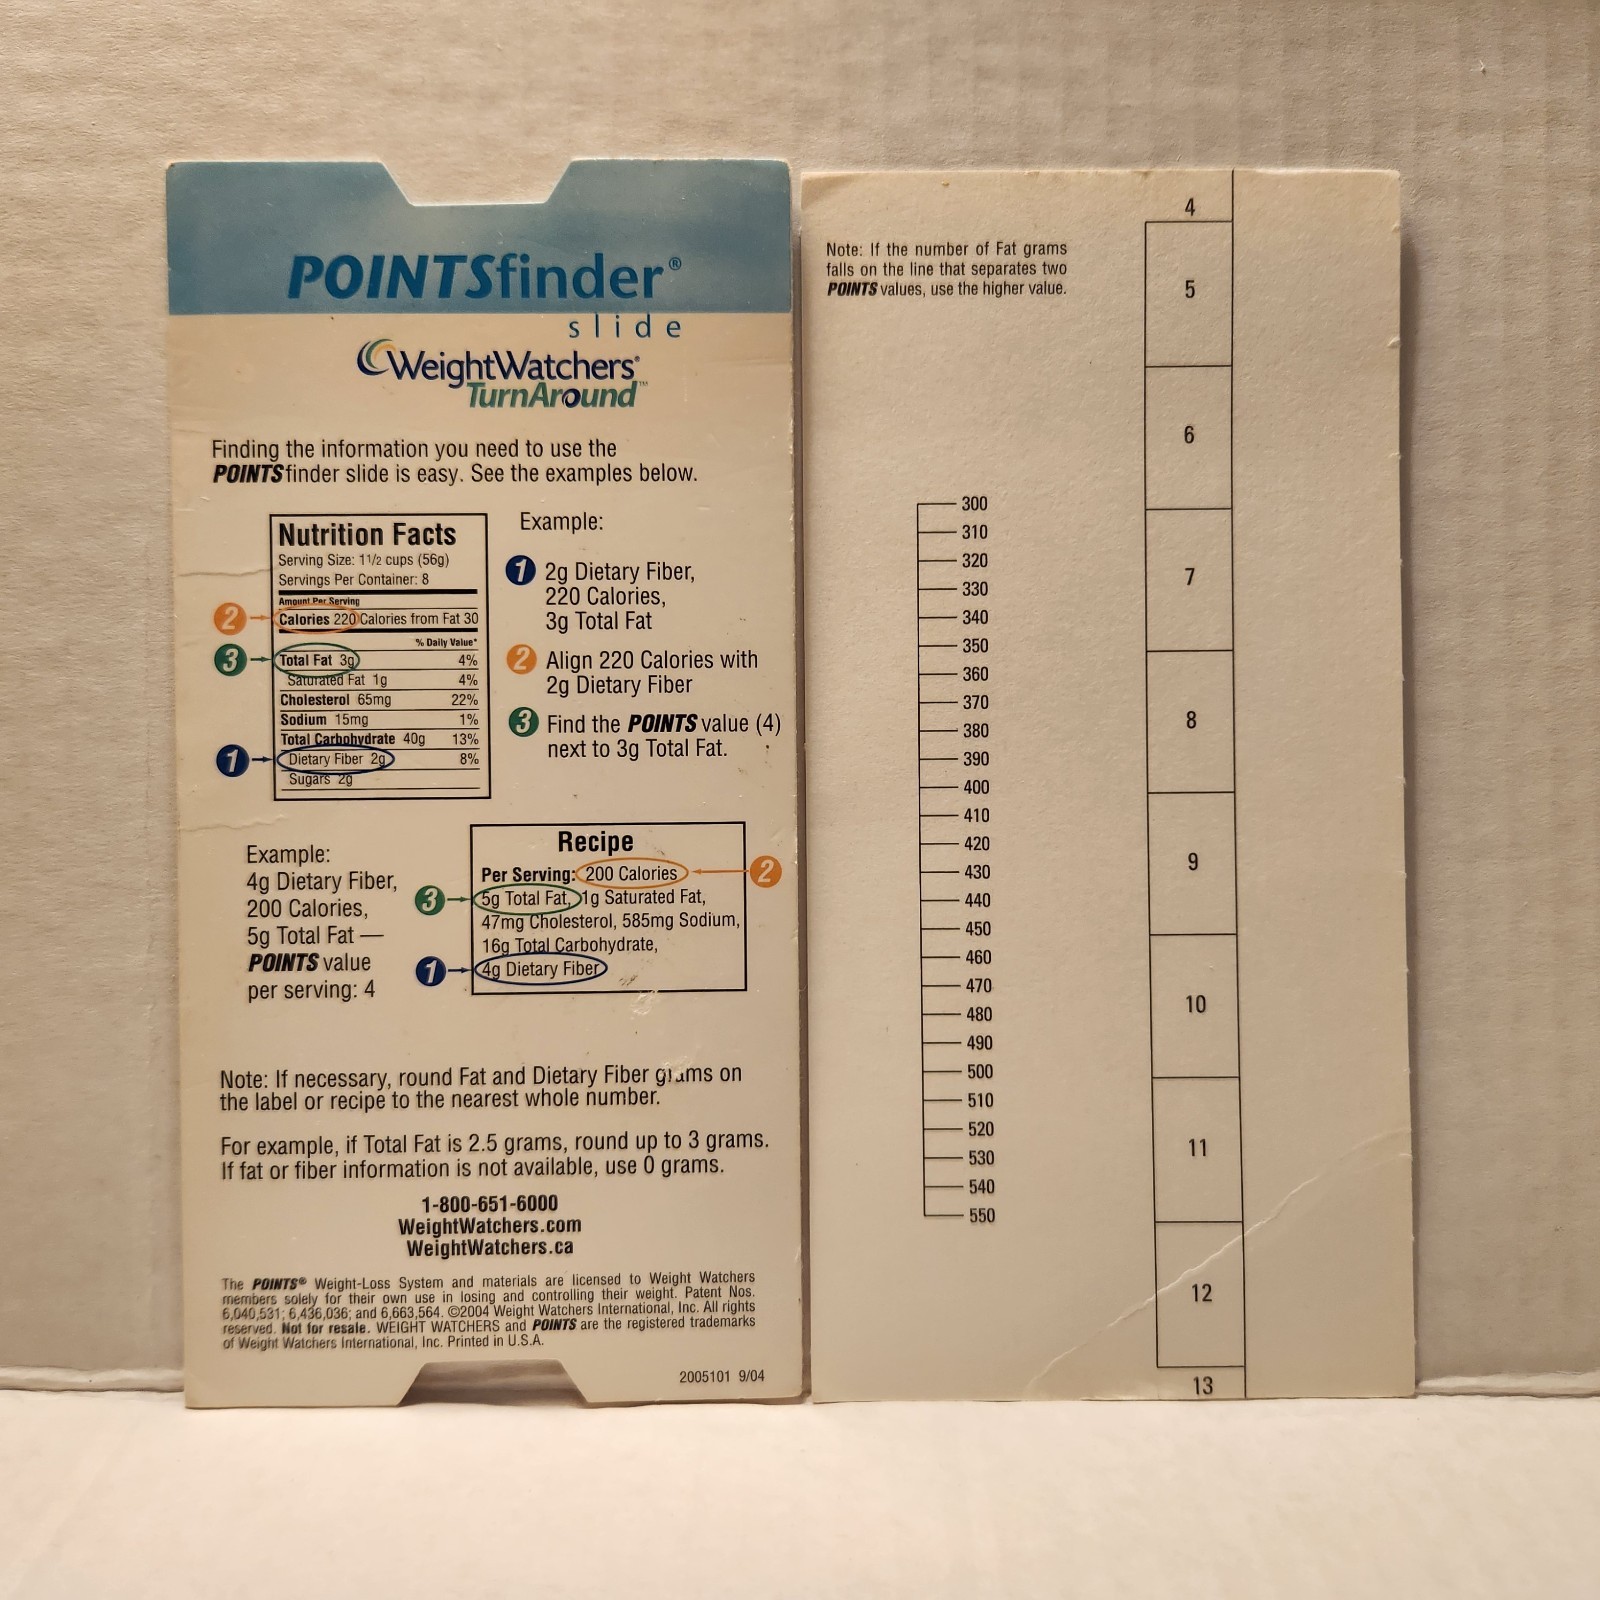 POINTSfinder®
slide
WeightWatchers®
TurnAround™
Finding the information you need to use the
POINTSfinder slide is easy. See the examples below.
Nutrition Facts
Serving Size: 1 1/2 cups (56g)
Servings Per Container: 8
Amount Per Serving
Calories 220 Calories from Fat 30
% Daily Value*
Total Fat 3g 4%
Saturated Fat 1g 4%
Cholesterol 65mg 22%
Sodium 15mg 1%
Total Carbohydrate 40g 13%
Dietary Fiber 2g 8%
Sugars 2g
2
3
1
Example:
1 2g Dietary Fiber,
220 Calories,
3g Total Fat
2 Align 220 Calories with
2g Dietary Fiber
3 Find the POINTS value (4)
next to 3g Total Fat.
Example:
4g Dietary Fiber,
200 Calories,
5g Total Fat —
POINTS value
per serving: 4
Recipe
Per Serving: 200 Calories 2
3 5g Total Fat, 1g Saturated Fat,
47mg Cholesterol, 585mg Sodium,
16g Total Carbohydrate,
1 4g Dietary Fiber
Note: If necessary, round Fat and Dietary Fiber grams on
the label or recipe to the nearest whole number.
For example, if Total Fat is 2.5 grams, round up to 3 grams.
If fat or fiber information is not available, use 0 grams.
1-800-651-6000
WeightWatchers.com
WeightWatchers.ca
The POINTS® Weight-Loss System and materials are licensed to Weight Watchers
members solely for their own use in losing and controlling their weight. Patent Nos.
6,040,531; 6,436,036; and 6,663,564. ©2004 Weight Watchers International, Inc. All rights
reserved. Not for resale. WEIGHT WATCHERS and POINTS are the registered trademarks
of Weight Watchers International, Inc. Printed in U.S.A.
2005101 9/04
Note: If the number of Fat grams
falls on the line that separates two
POINTS values, use the higher value.
300
310
320
330
340
350
360
370
380
390
400
410
420
430
440
450
460
470
480
490
500
510
520
530
540
550
4
5
6
7
8
9
10
11
12
13